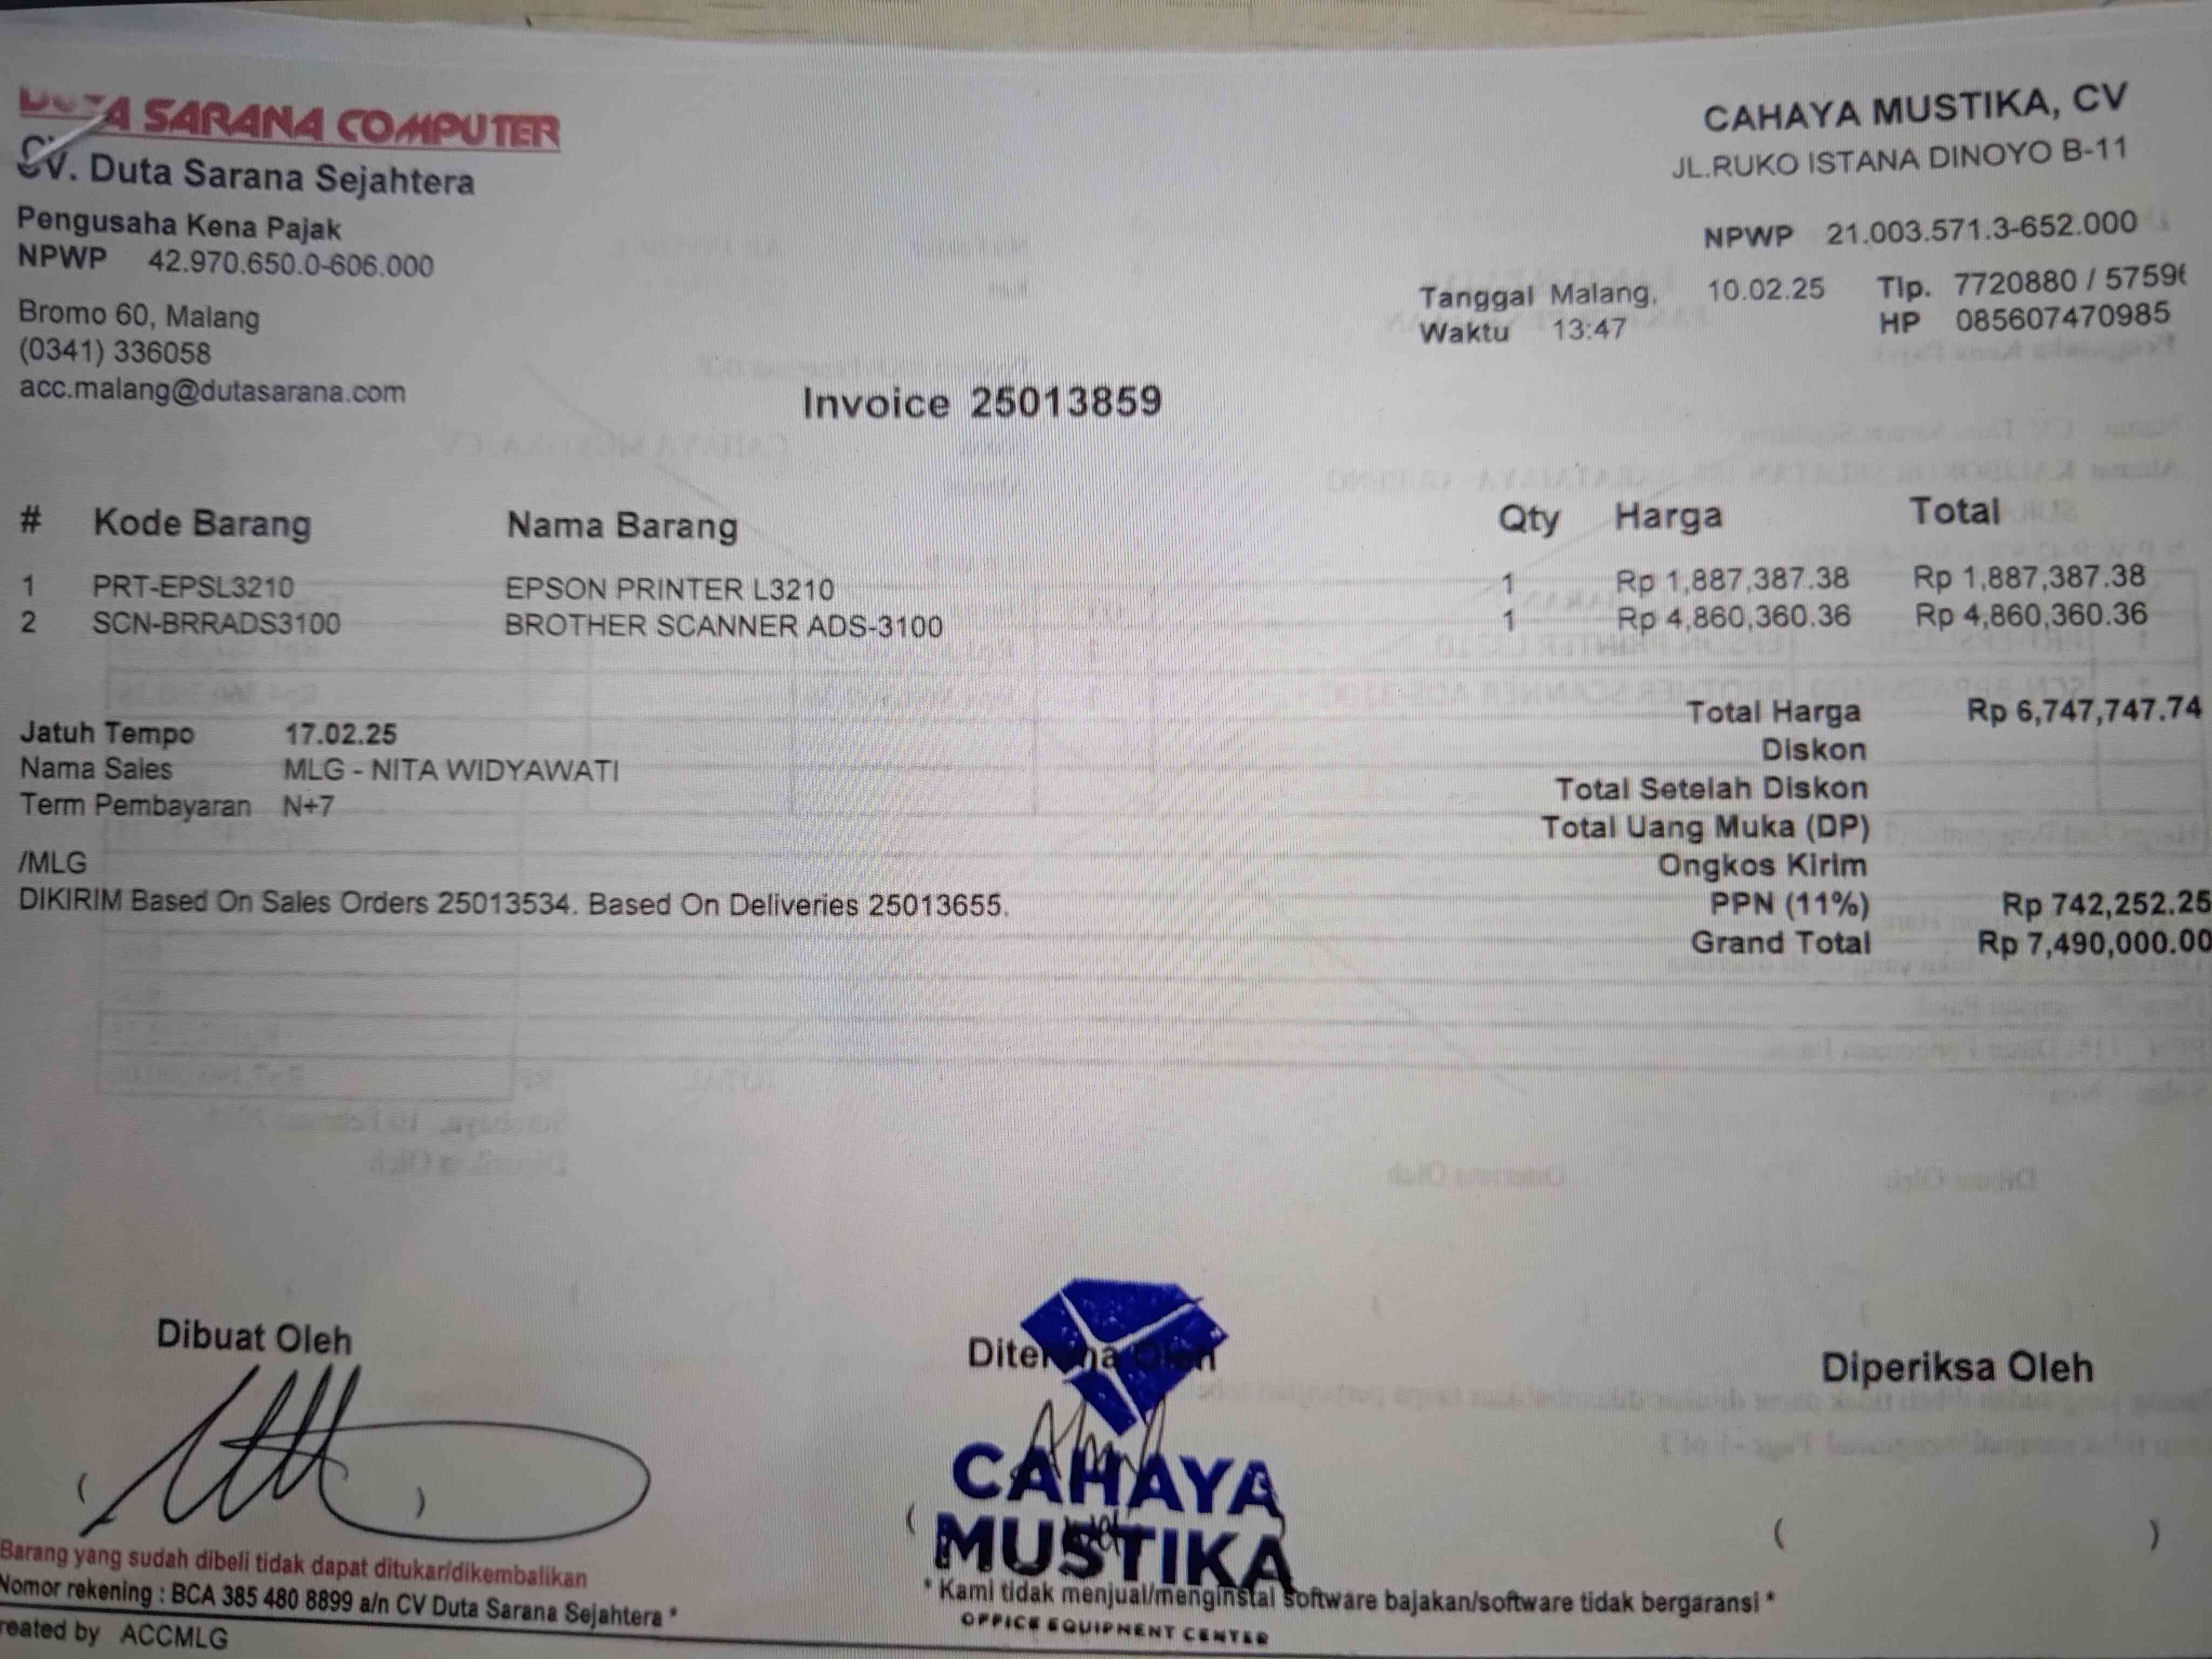 DUTA SARANA COMPUTER
CV. Duta Sarana Sejahtera
Pengusaha Kena Pajak
NPWP 42.970.650.0-606.000
Bromo 60, Malang
(0341) 336058
acc.malang@dutasarana.com
CAHAYA MUSTIKA, CV
JL.RUKO ISTANA DINOYO B-11
NPWP 21.003.571.3-652.000
Tanggal Malang, 10.02.25 Tlp. 7720880 /
Waktu 13:47 HP 085607470985
Invoice 25013859
# Kode Barang Nama Barang Qty Harga Total
1 PRT-EPSL3210 EPSON PRINTER L3210 1 Rp 1,887,387.38 Rp 1,887,387.38
2 SCN-BRRADS3100 BROTHER SCANNER ADS-3100 1 Rp 4,860,360.36 Rp 4,860,360.36
Jatuh Tempo 17.02.25
Nama Sales MLG - NITA WIDYAWATI
Term Pembayaran N+7
/MLG
DIKIRIM Based On Sales Orders 25013534. Based On Deliveries 25013655.
Total Harga Rp 6,747,747.74
Diskon
Total Setelah Diskon
Total Uang Muka (DP)
Ongkos Kirim
PPN (11%) Rp 742,252.25
Grand Total Rp 7,490,000.00
Dibuat Oleh
Diterima Oleh
Diperiksa Oleh
CAHAYA
MUSTIKA
OFFICE EQUIPMENT CENTER
( )
(
( )
Barang yang sudah dibeli tidak dapat ditukar/dikembalikan
Nomor rekening : BCA 385 480 8899 a/n CV Duta Sarana Sejahtera *
* Kami tidak menjual/menginstal software bajakan/software tidak bergaransi *
reated by ACCMLG